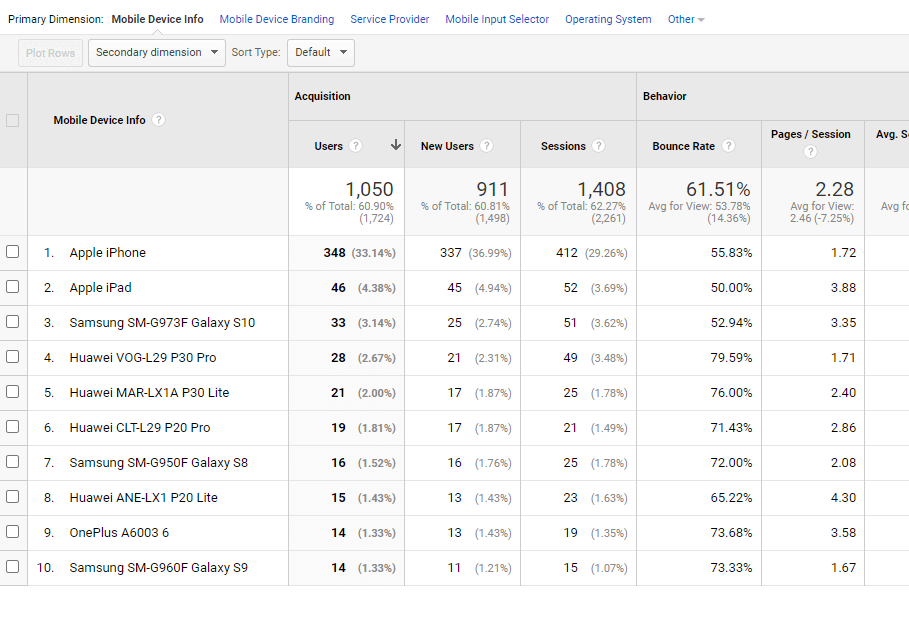 Primary Dimension: Mobile Device Info Mobile Device Branding Service Provider Mobile Input Selector Operating System Other
Plot Rows Secondary dimension Sort Type: Default
Acquisition Behavior
Mobile Device Info ?
Users ? New Users ? Sessions ? Bounce Rate ? Pages / Session ? Avg. S
1,050 911 1,408 61.51% 2.28
% of Total: 60.90% % of Total: 60.81% % of Total: 62.27% Avg for View: 53.78% Avg for View: Avg fo
(1,724) (1,498) (2,261) (14.36%) 2.46 (-7.25%)
1. Apple iPhone 348 (33.14%) 337 (36.99%) 412 (29.26%) 55.83% 1.72
2. Apple iPad 46 (4.38%) 45 (4.94%) 52 (3.69%) 50.00% 3.88
3. Samsung SM-G973F Galaxy S10 33 (3.14%) 25 (2.74%) 51 (3.62%) 52.94% 3.35
4. Huawei VOG-L29 P30 Pro 28 (2.67%) 21 (2.31%) 49 (3.48%) 79.59% 1.71
5. Huawei MAR-LX1A P30 Lite 21 (2.00%) 17 (1.87%) 25 (1.78%) 76.00% 2.40
6. Huawei CLT-L29 P20 Pro 19 (1.81%) 17 (1.87%) 21 (1.49%) 71.43% 2.86
7. Samsung SM-G950F Galaxy S8 16 (1.52%) 16 (1.76%) 25 (1.78%) 72.00% 2.08
8. Huawei ANE-LX1 P20 Lite 15 (1.43%) 13 (1.43%) 23 (1.63%) 65.22% 4.30
9. OnePlus A6003 6 14 (1.33%) 13 (1.43%) 19 (1.35%) 73.68% 3.58
10. Samsung SM-G960F Galaxy S9 14 (1.33%) 11 (1.21%) 15 (1.07%) 73.33% 1.67